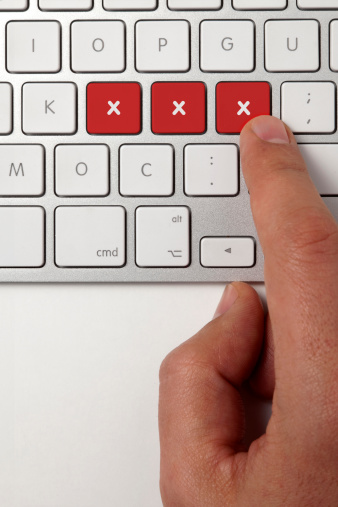 I O P G U
K x x x ; ,
M O C : .
cmd alt ⌥ ◄